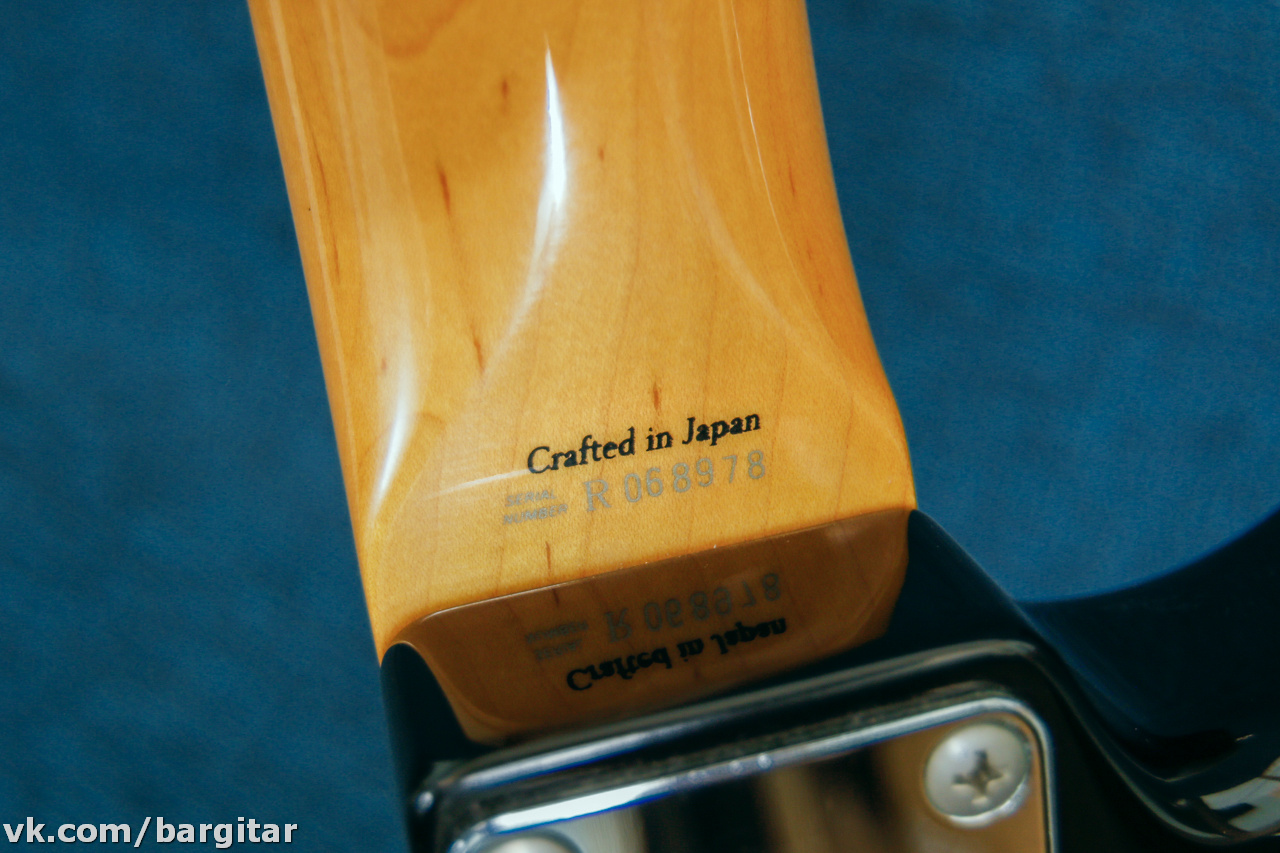 Crafted in Japan
SERIAL
NUMBER R 068978
vk.com/bargitar